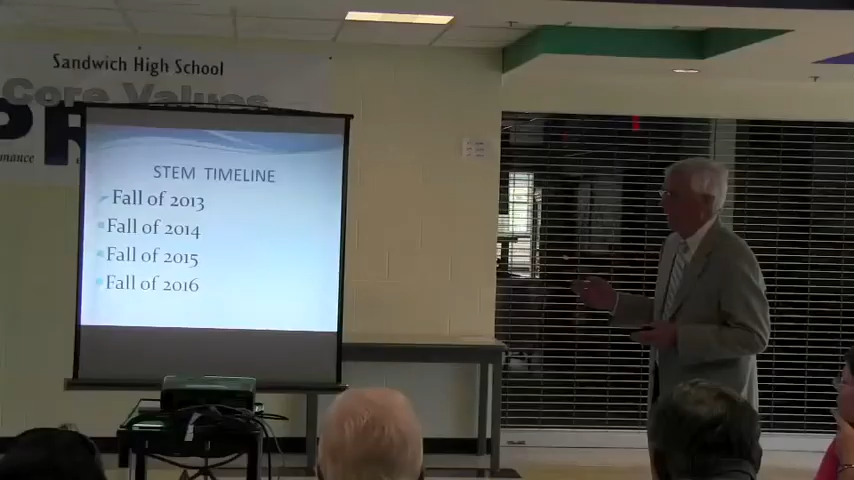 Sandwich High School
Core Values
STEM TIMELINE
Fall of 2013
Fall of 2014
Fall of 2015
Fall of 2016